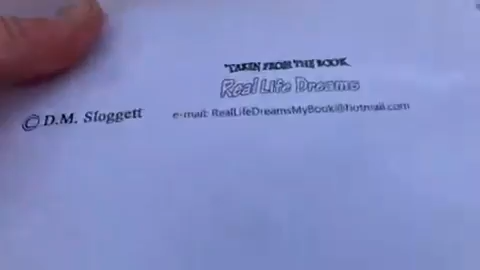 "TAKEN FROM THE BOOK
Real Life Dreams
© D.M. Sloggett
e-mail: RealLifeDreamsMyBook@hotmail.com